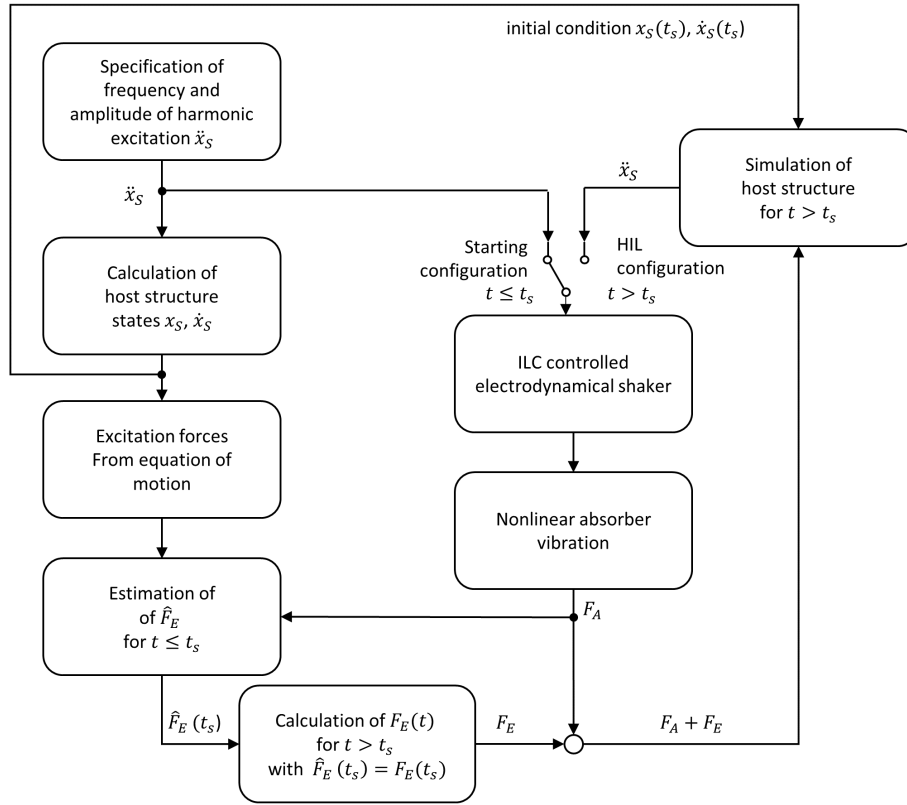 initial condition x_S(t_s), ẋ_S(t_s)
Specification of
frequency and
amplitude of harmonic
excitation ẍ_S
Simulation of
host structure
for t > t_s
ẍ_S
ẍ_S
Calculation of
host structure
states x_S, ẋ_S
Starting
configuration
t ≤ t_s
HIL
configuration
t > t_s
ILC controlled
electrodynamical shaker
Excitation forces
From equation of
motion
Nonlinear absorber
vibration
Estimation of
of F̂_E
for t ≤ t_s
F_A
F̂_E (t_s)
Calculation of F_E(t)
for t > t_s
with F̂_E (t_s) = F_E(t_s)
F_E
F_A + F_E